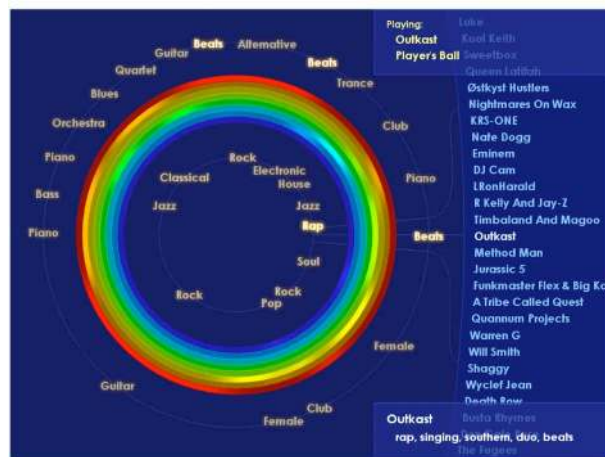 Playing:
Outkast
Player's Ball
Luke
Kool Keith
Sweetbox
Queen Latifah
Østkyst Hustlers
Nightmares On Wax
KRS-ONE
Nate Dogg
Eminem
DJ Cam
LRonHarald
R Kelly And Jay-Z
Timbaland And Magoo
Outkast
Method Man
Jurassic 5
Funkmaster Flex & Big
A Tribe Called Quest
Quannum Projects
Warren G
Will Smith
Shaggy
Wyclef Jean
Death Row
Busta Rhymes
The Fugees
Outkast
rap, singing, southern, duo, beats
Beats
Alternative
Guitar
Beats
Quartet
Trance
Blues
Orchestra
Club
Piano
Piano
Bass
Piano
Beats
Female
Guitar
Club
Female
Rock
Classical
Electronic
House
Jazz
Jazz
Rap
Soul
Rock
Rock
Pop